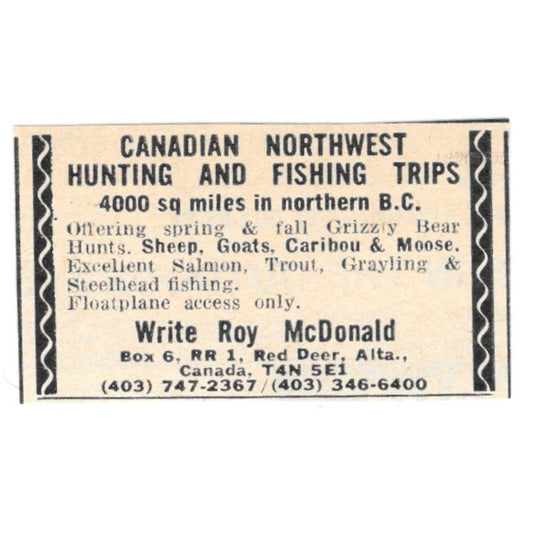 CANADIAN NORTHWEST
HUNTING AND FISHING TRIPS
4000 sq miles in northern B.C.
Offering spring & fall Grizzly Bear
Hunts. Sheep, Goats, Caribou & Moose.
Excellent Salmon, Trout, Grayling &
Steelhead fishing.
Floatplane access only.
Write Roy McDonald
Box 6, RR 1, Red Deer, Alta.,
Canada, T4N 5E1
(403) 747-2367/(403) 346-6400